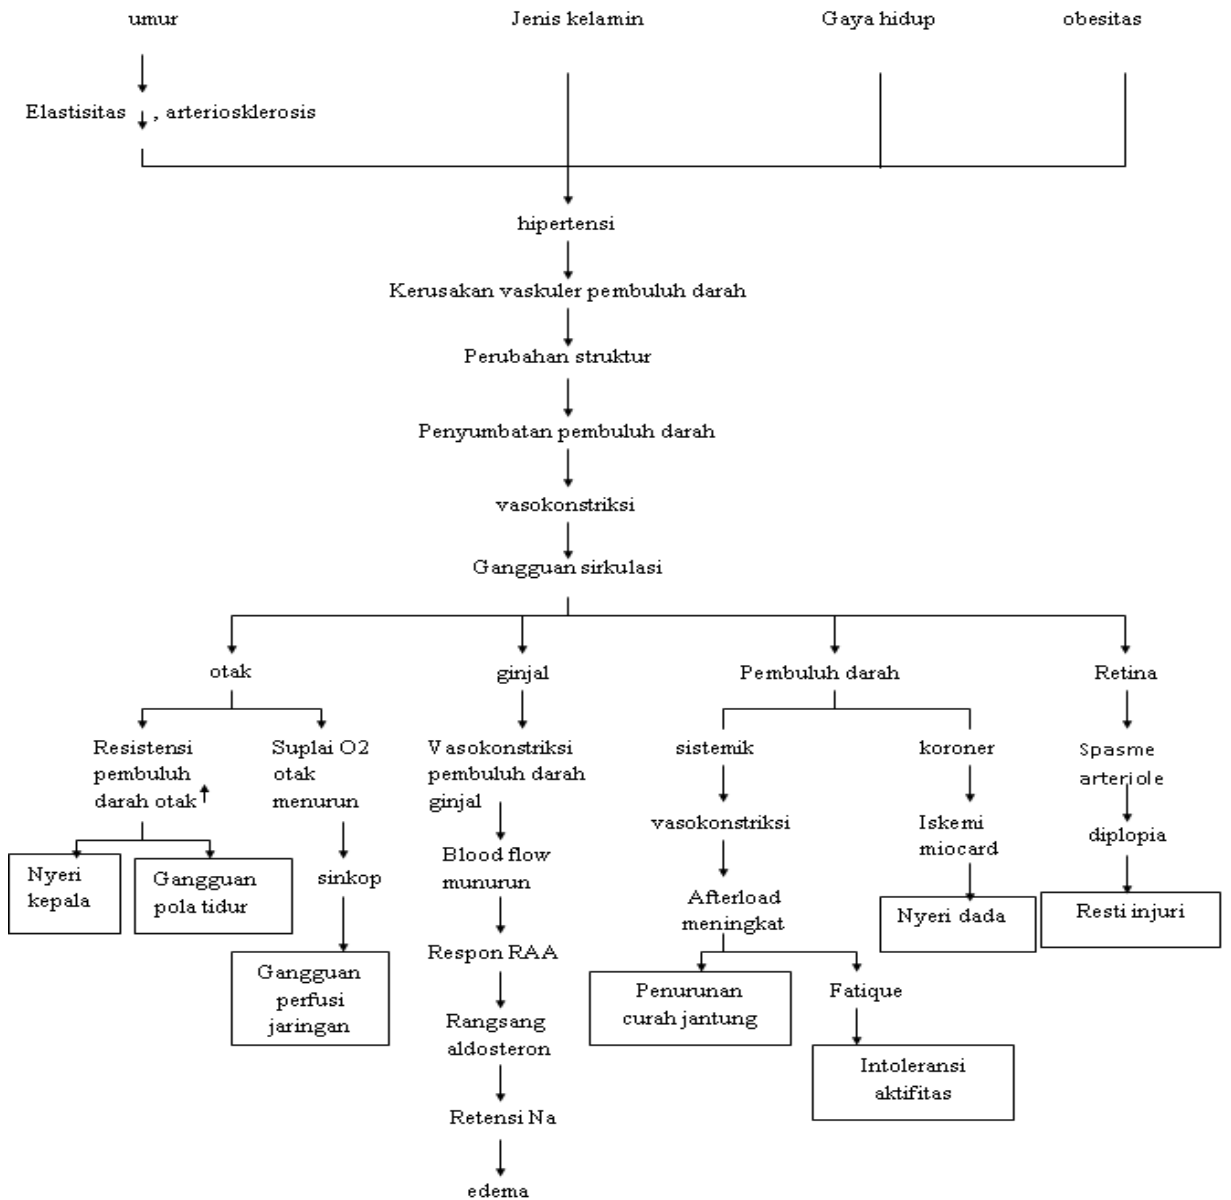 umur
Jenis kelamin
Gaya hidup
obesitas
Elastisitas , arteriosklerosis
hipertensi
Kerusakan vaskuler pembuluh darah
Perubahan struktur
Penyumbatan pembuluh darah
vasokonstriksi
Gangguan sirkulasi
otak
ginjal
Pembuluh darah
Retina
Resistensi
pembuluh
darah otak
Suplai O2
otak
menurun
Vasokonstriksi
pembuluh darah
ginjal
sistemik
koroner
Spasme
arteriole
Nyeri
kepala
Gangguan
pola tidur
sinkop
Gangguan
perfusi
jaringan
Blood flow
munurun
Respon RAA
Rangsang
aldosteron
Retensi Na
edema
vasokonstriksi
Afterload
meningkat
Penurunan
curah jantung
Fatique
Intoleransi
aktifitas
Iskemi
miocard
Nyeri dada
diplopia
Resti injuri